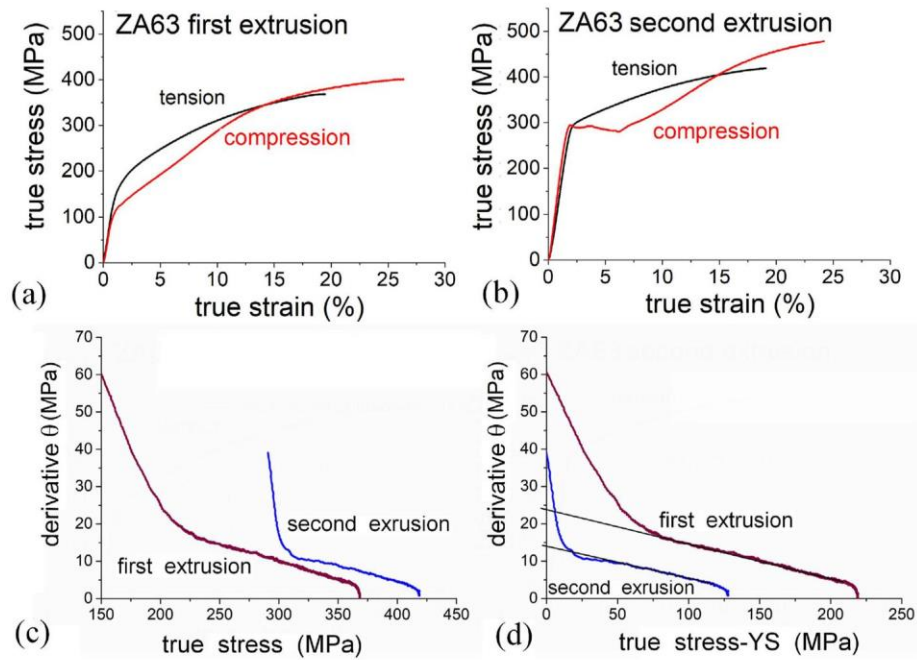 ZA63 first extrusion
true stress (MPa)
500
400
300
200
100
0
tension
compression
0 5 10 15 20 25 30
(a) true strain (%)
ZA63 second extrusion
true stress (MPa)
500
400
300
200
100
0
tension
compression
0 5 10 15 20 25 30
(b) true strain (%)
derivative θ (MPa)
70
60
50
40
30
20
10
0
second exrusion
first extrusion
150 200 250 300 350 400 450
(c) true stress (MPa)
derivative θ (MPa)
70
60
50
40
30
20
10
0
first extrusion
second exrusion
0 50 100 150 200 250
(d) true stress-YS (MPa)